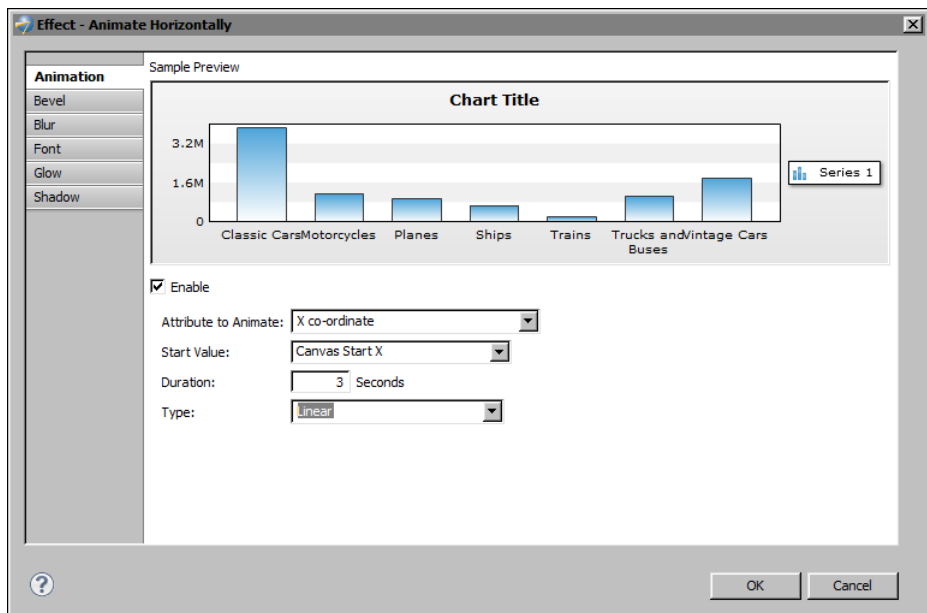 Effect - Animate Horizontally
Animation
Bevel
Blur
Font
Glow
Shadow
Sample Preview
Chart Title
3.2M
1.6M
0
Classic Cars
Motorcycles
Planes
Ships
Trains
Trucks and
Buses
Vintage Cars
Series 1
Enable
Attribute to Animate: X co-ordinate
Start Value: Canvas Start X
Duration: 3 Seconds
Type: Linear
?
OK
Cancel